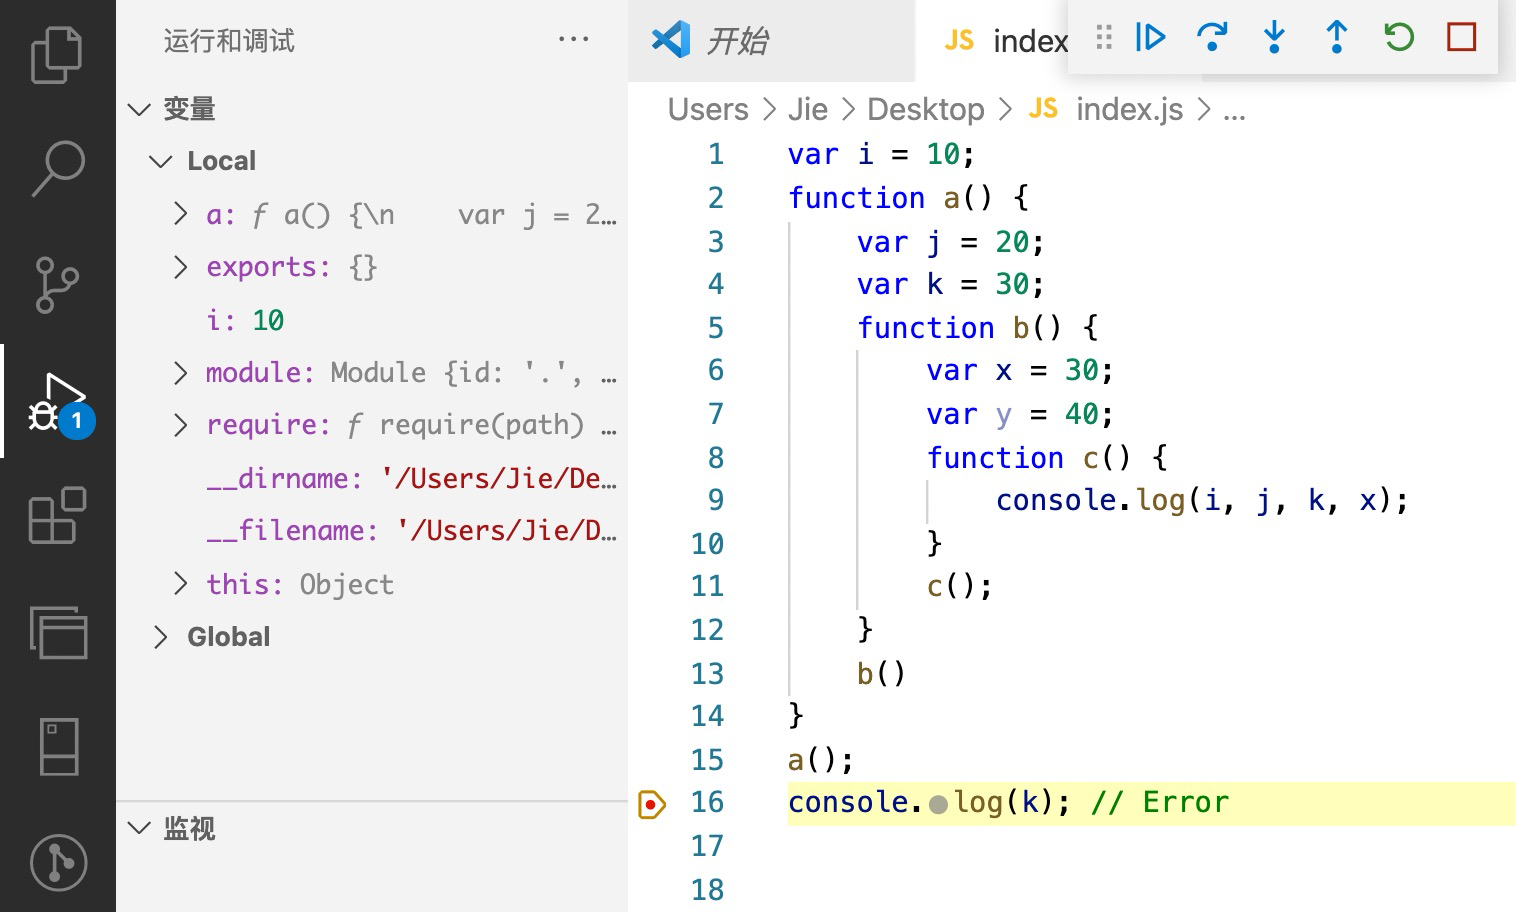 运行和调试 ...
变量
Local
a: ƒ a() {\n    var j = 2…
exports: {}
i: 10
module: Module {id: '.', …
require: ƒ require(path) …
__dirname: '/Users/Jie/De…
__filename: '/Users/Jie/D…
this: Object
Global
监视
1
开始
JS index
Users > Jie > Desktop > JS index.js > ...
1 var i = 10;
2 function a() {
3     var j = 20;
4     var k = 30;
5     function b() {
6         var x = 30;
7         var y = 40;
8         function c() {
9             console.log(i, j, k, x);
10         }
11         c();
12     }
13     b()
14 }
15 a();
16 console.log(k); // Error
17
18